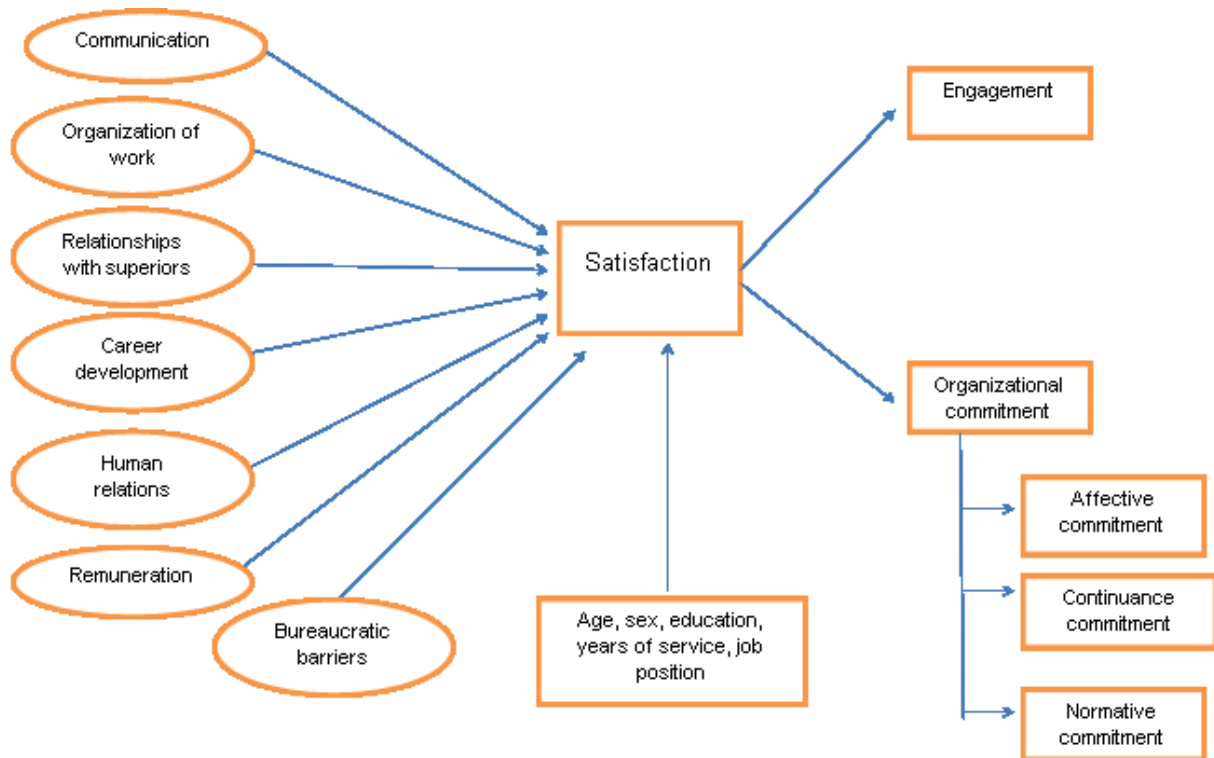 Communication
Organization of
work
Relationships
with superiors
Career
development
Human
relations
Remuneration
Bureaucratic
barriers
Satisfaction
Age, sex, education,
years of service, job
position
Engagement
Organizational
commitment
Affective
commitment
Continuance
commitment
Normative
commitment